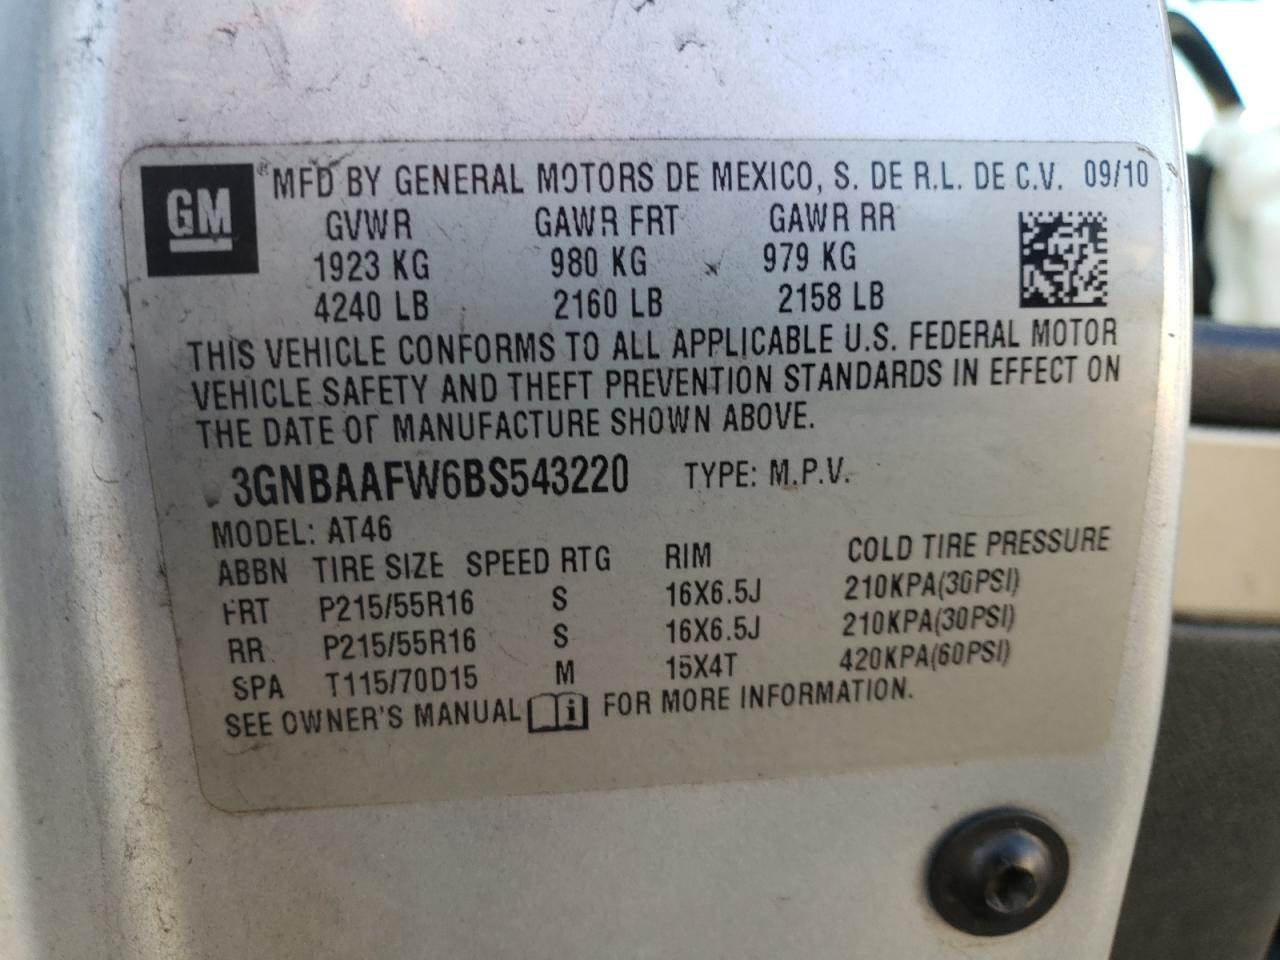 GM
MFD BY GENERAL MOTORS DE MEXICO, S. DE R.L. DE C.V. 09/10
GVWR GAWR FRT GAWR RR
1923 KG 980 KG 979 KG
4240 LB 2160 LB 2158 LB
THIS VEHICLE CONFORMS TO ALL APPLICABLE U.S. FEDERAL MOTOR
VEHICLE SAFETY AND THEFT PREVENTION STANDARDS IN EFFECT ON
THE DATE OF MANUFACTURE SHOWN ABOVE.
3GNBAAFW6BS543220 TYPE: M.P.V.
MODEL: AT46
ABBN TIRE SIZE SPEED RTG RIM COLD TIRE PRESSURE
FRT P215/55R16 S 16X6.5J 210KPA(30PSI)
RR P215/55R16 S 16X6.5J 210KPA(30PSI)
SPA T115/70D15 M 15X4T 420KPA(60PSI)
SEE OWNER'S MANUAL i FOR MORE INFORMATION.